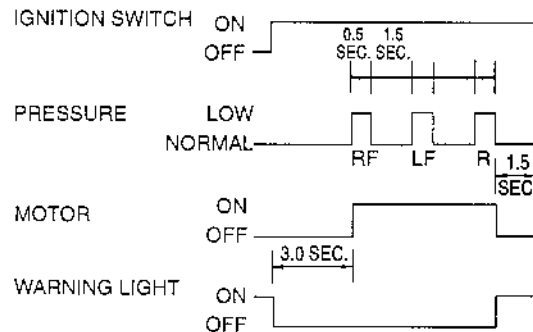 IGNITION SWITCH ON
OFF
0.5 1.5
SEC. SEC.
PRESSURE LOW
NORMAL
RF LF R 1.5
SEC
MOTOR ON
OFF
3.0 SEC.
WARNING LIGHT ON
OFF